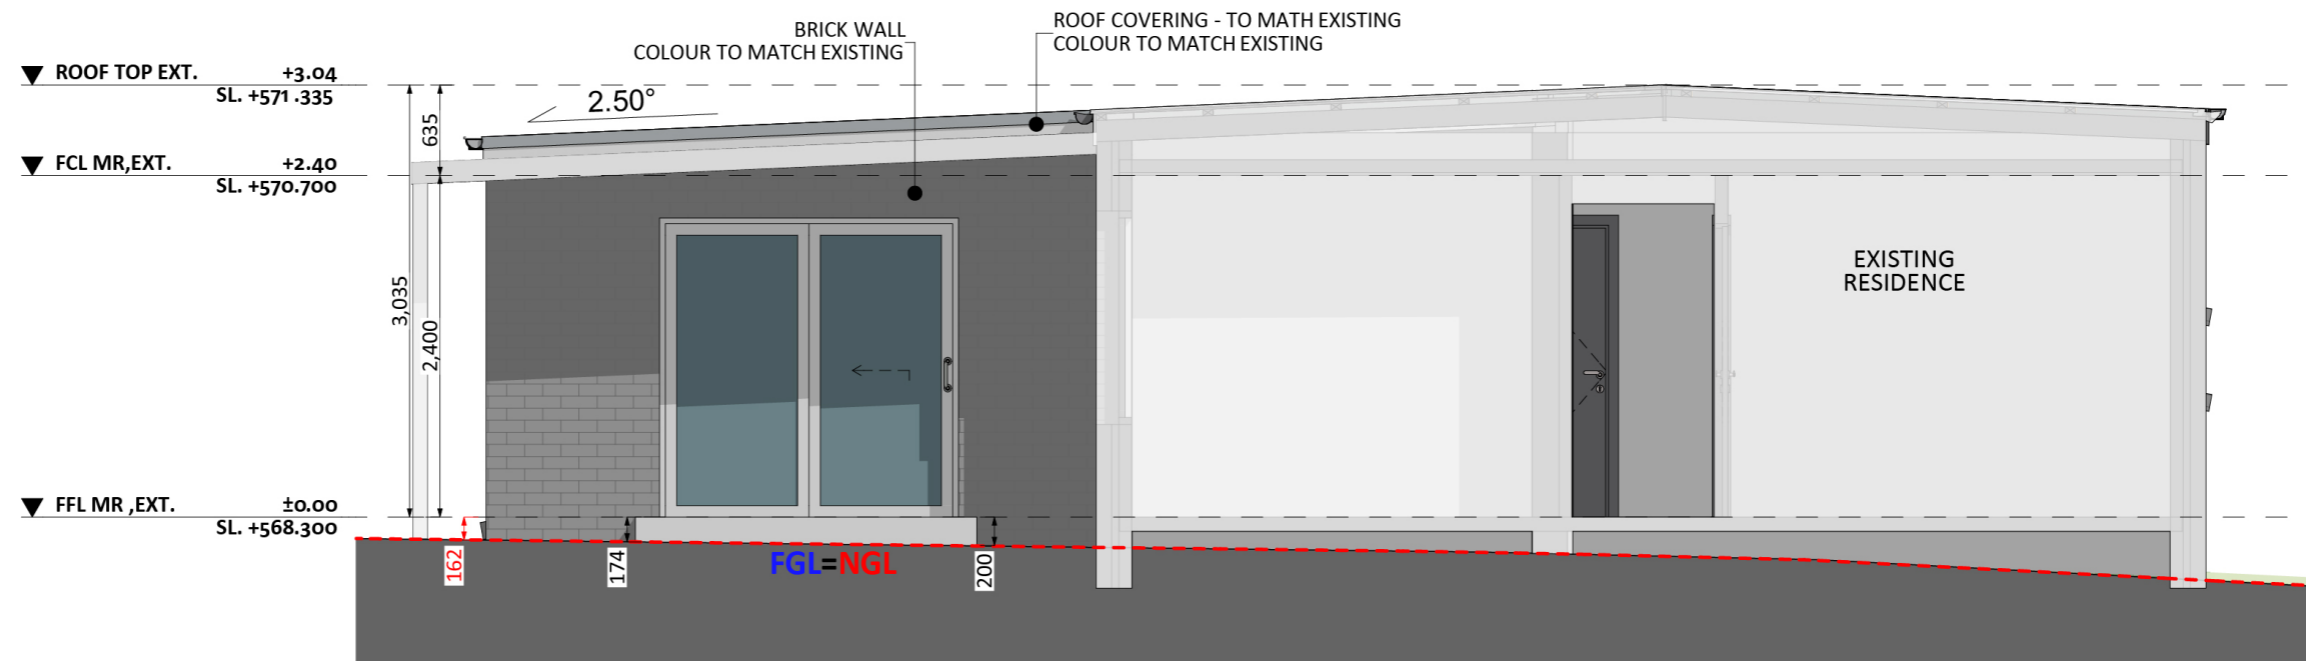 BRICK WALL
COLOUR TO MATCH EXISTING
ROOF COVERING - TO MATH EXISTING
COLOUR TO MATCH EXISTING
ROOF TOP EXT. +3.04
SL. +571.335
2.50°
635
FCL MR,EXT. +2.40
SL. +570.700
3,035
2,400
EXISTING
RESIDENCE
FFL MR ,EXT. ±0.00
SL. +568.300
162
174
FGL=NGL
200